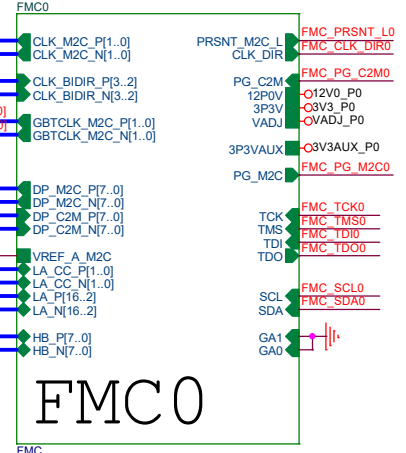 FMC0
CLK_M2C_P[1..0]
CLK_M2C_N[1..0]
CLK_BIDIR_P[3..2]
CLK_BIDIR_N[3..2]
0]
0]
GBTCLK_M2C_P[1..0]
GBTCLK_M2C_N[1..0]
DP_M2C_P[7..0]
DP_M2C_N[7..0]
DP_C2M_P[7..0]
DP_C2M_N[7..0]
VREF_A_M2C
LA_CC_P[1..0]
LA_CC_N[1..0]
LA_P[16..2]
LA_N[16..2]
HB_P[7..0]
HB_N[7..0]
PRSNT_M2C_L FMC_PRSNT_L0
CLK_DIR FMC_CLK_DIR0
PG_C2M FMC_PG_C2M0
12P0V 12V0_P0
3P3V 3V3_P0
VADJ VADJ_P0
3P3VAUX 3V3AUX_P0
PG_M2C FMC_PG_M2C0
TCK FMC_TCK0
TMS FMC_TMS0
TDI FMC_TDI0
TDO FMC_TDO0
SCL FMC_SCL0
SDA FMC_SDA0
GA1
GA0
FMC0
FMC